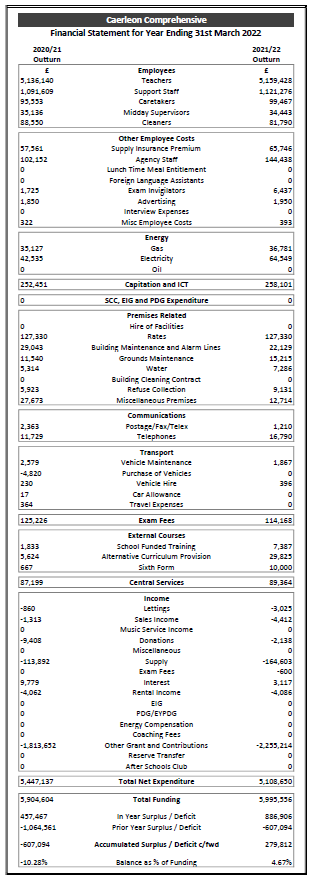 Caerleon Comprehensive
Financial Statement for Year Ending 31st March 2022
2020/21 2021/22
Outturn Outturn
£ Employees £
5,136,140 Teachers 5,159,428
1,091,609 Support Staff 1,121,276
95,553 Caretakers 99,467
35,136 Midday Supervisors 34,443
88,550 Cleaners 81,790
Other Employee Costs
57,561 Supply Insurance Premium 65,746
102,152 Agency Staff 144,438
0 Lunch Time Meal Entitlement 0
0 Foreign Language Assistants 0
1,725 Exam Invigilators 6,437
1,850 Advertising 1,950
0 Interview Expenses 0
322 Misc Employee Costs 393
Energy
35,127 Gas 36,781
42,535 Electricity 64,549
0 Oil 0
252,451 Capitation and ICT 258,101
0 SCC, EIG and PDG Expenditure 0
Premises Related
0 Hire of Facilities 0
127,330 Rates 127,330
29,043 Building Maintenance and Alarm Lines 22,129
11,540 Grounds Maintenance 15,215
5,314 Water 7,286
0 Building Cleaning Contract 0
5,923 Refuse Collection 9,131
27,673 Miscellaneous Premises 12,714
Communications
2,363 Postage/Fax/Telex 1,210
11,729 Telephones 16,790
Transport
2,579 Vehicle Maintenance 1,867
-4,820 Purchase of Vehicles 0
230 Vehicle Hire 396
17 Car Allowance 0
364 Travel Expenses 0
125,226 Exam Fees 114,168
External Courses
1,833 School Funded Training 7,387
5,624 Alternative Curriculum Provision 29,825
667 Sixth Form 10,000
87,199 Central Services 89,364
Income
-860 Lettings -3,025
-1,313 Sales Income -4,412
0 Music Service Income 0
-9,408 Donations -2,138
0 Miscellaneous 0
-113,892 Supply -164,603
0 Exam Fees -600
9,779 Interest 3,117
-4,062 Rental Income -4,086
0 EIG 0
0 PDG/EYPDG 0
0 Energy Compensation 0
0 Coaching Fees 0
-1,813,652 Other Grant and Contributions -2,255,214
0 Reserve Transfer 0
0 After Schools Club 0
5,447,137 Total Net Expenditure 5,108,650
5,904,604 Total Funding 5,995,556
457,467 In Year Surplus / Deficit 886,906
-1,064,561 Prior Year Surplus / Deficit -607,094
-607,094 Accumulated Surplus / Deficit c/fwd 279,812
-10.28% Balance as % of Funding 4.67%